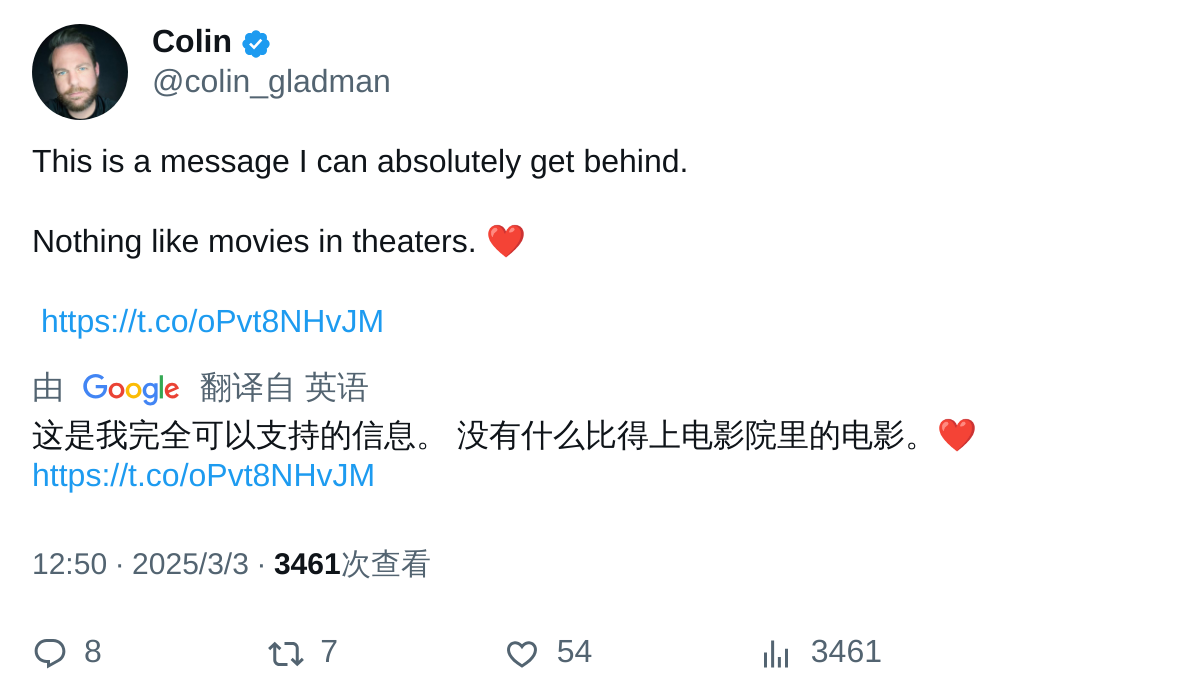 Colin
@colin_gladman
This is a message I can absolutely get behind.
Nothing like movies in theaters. ❤️
https://t.co/oPvt8NHvJM
由 Google 翻译自 英语
这是我完全可以支持的信息。 没有什么比得上电影院里的电影。❤️
https://t.co/oPvt8NHvJM
12:50 · 2025/3/3 · 3461次查看
8 7 54 3461